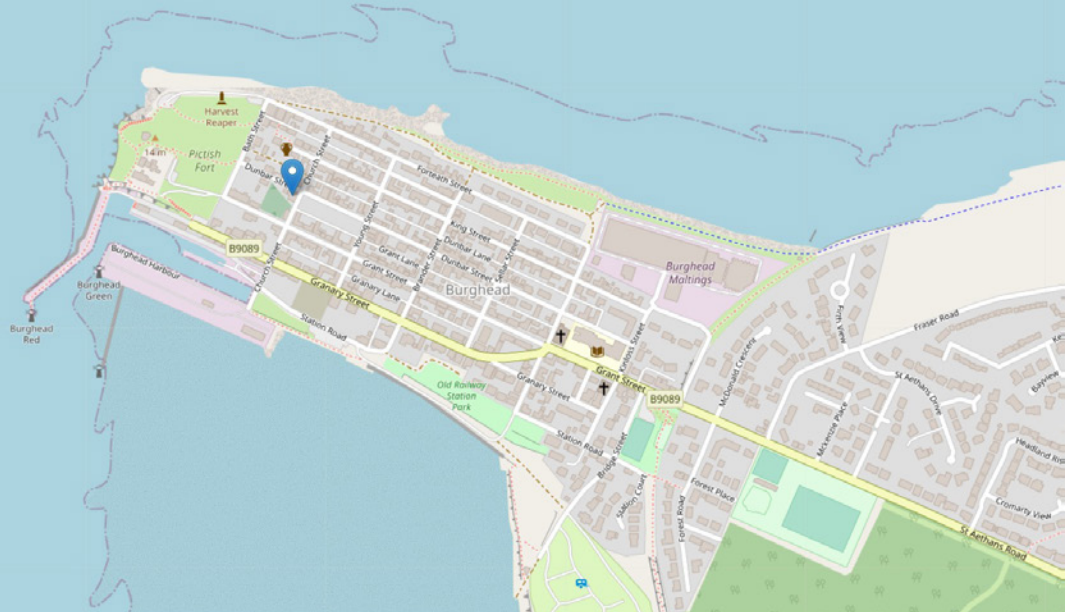 Harvest
Reaper
14 m
Pictish
Fort
Bath Street
Church Street
Dunbar Str
Forteach Street
B9089
Burghead Harbour
Burghead
Green
Burghead
Red
Church Street
Young Street
King Street
Dunbar Lane
Dunbar Street
Grant Lane
Grant Street
Granary Lane
Brander Street
Sellar Street
Burghead
Granary Street
Station Road
Burghead
Maltings
Old Railway
Station
Park
Granary Street
Kinloss Street
Grant Street
B9089
Station Road
Bridge Street
Station Court
Forest Place
Forest Road
McDonald Crescent
Mckenzie Place
Firth View
Fraser Road
St Aethans Drive
Bayview
Headland Ris
Cromarty View
St Aethans Road